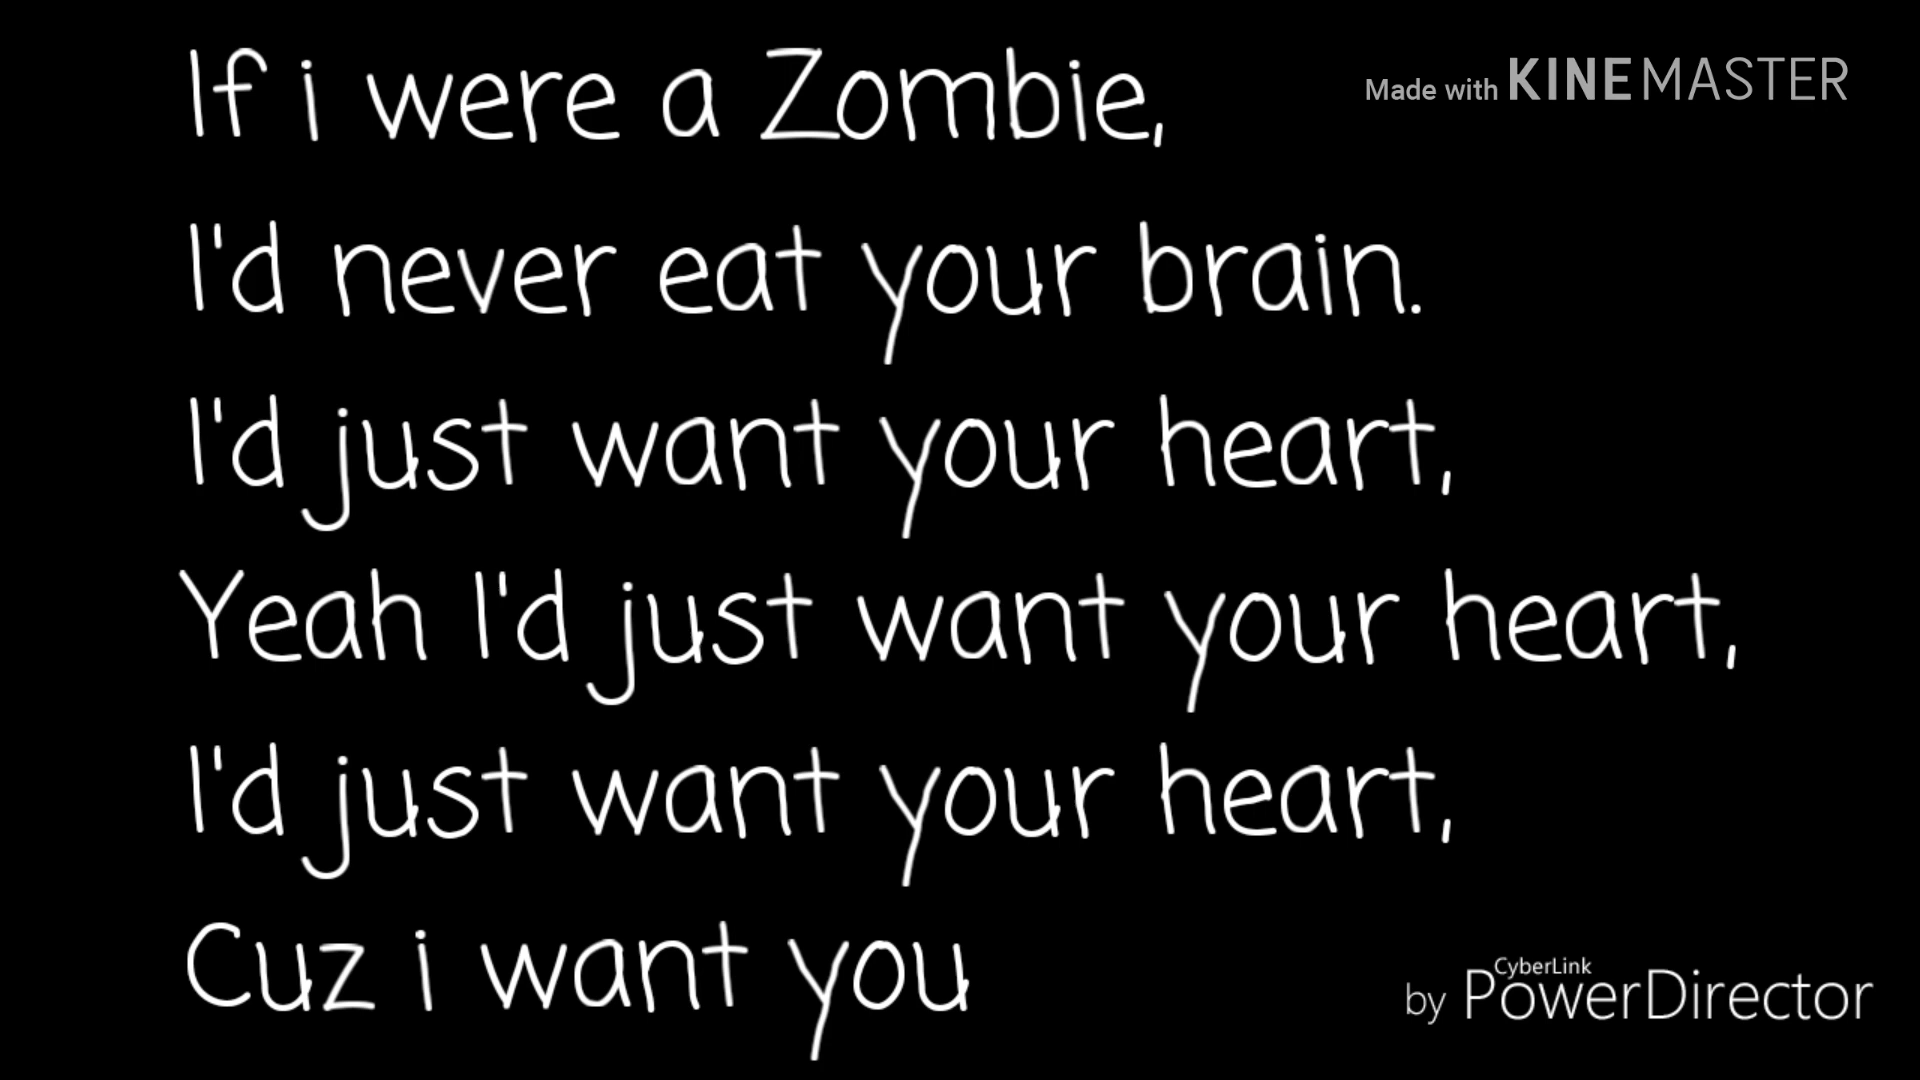 If i were a Zombie,
Made with KINEMASTER
I'd never eat your brain.
I'd just want your heart,
Yeah I'd just want your heart,
I'd just want your heart,
Cuz i want you
by CyberLink PowerDirector